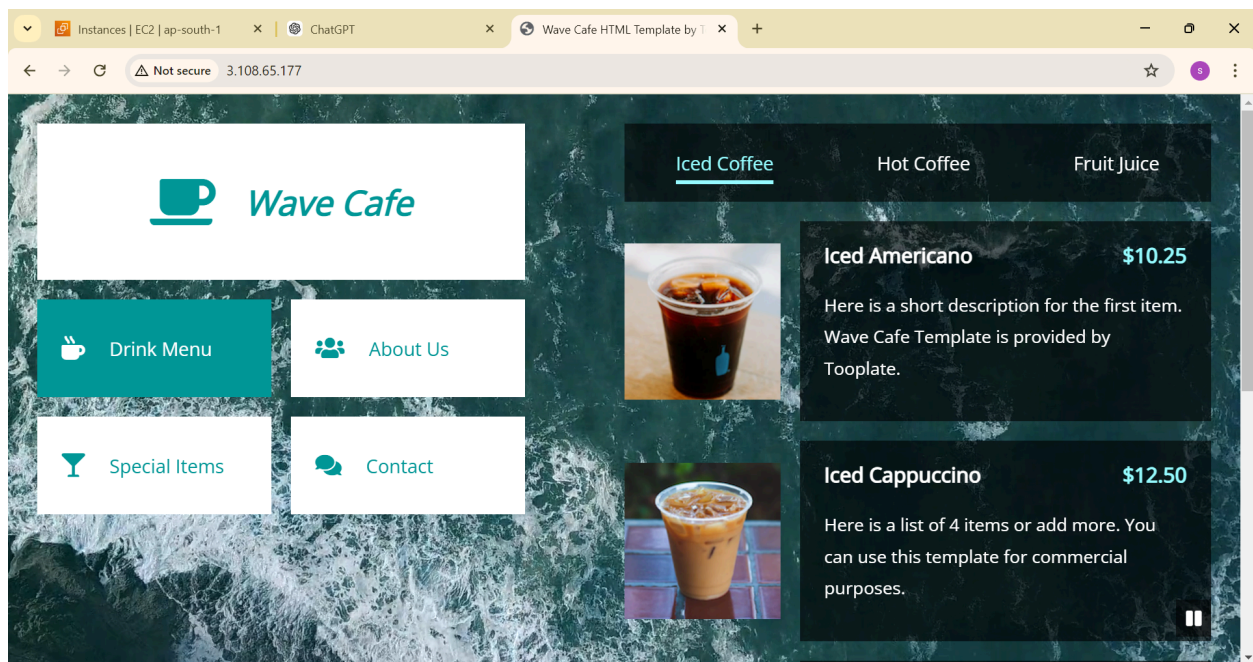 Instances | EC2 | ap-south-1
ChatGPT
Wave Cafe HTML Template by
Not secure
3.108.65.177
S
Wave Cafe
Drink Menu
About Us
Special Items
Contact
Iced Coffee
Hot Coffee
Fruit Juice
Iced Americano
$10.25
Here is a short description for the first item.
Wave Cafe Template is provided by
Tooplate.
Iced Cappuccino
$12.50
Here is a list of 4 items or add more. You
can use this template for commercial
purposes.